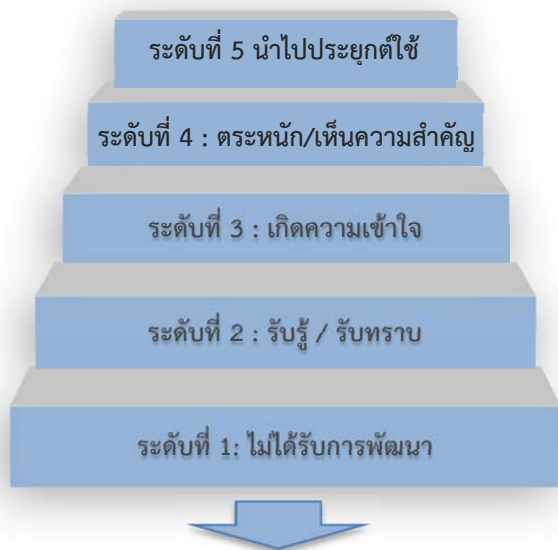 ระดับที่ 5 นำไปประยุกต์ใช้
ระดับที่ 4 : ตระหนัก/เห็นความสำคัญ
ระดับที่ 3 : เกิดความเข้าใจ
ระดับที่ 2 : รับรู้ / รับทราบ
ระดับที่ 1: ไม่ได้รับการพัฒนา